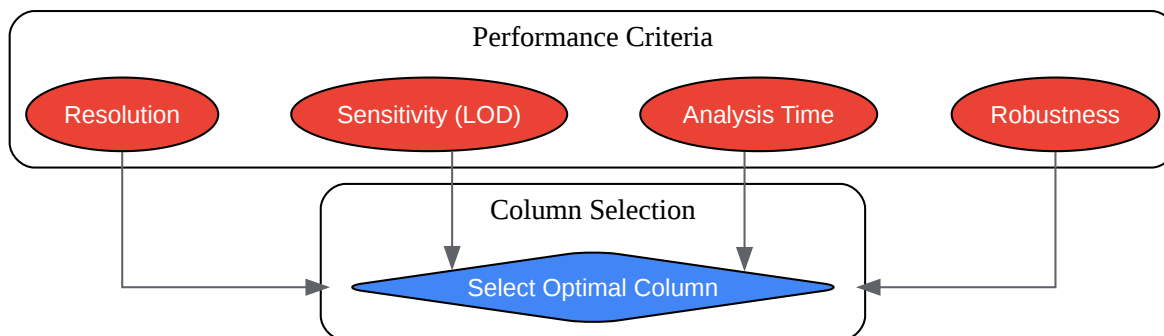 Performance Criteria
Resolution
Sensitivity (LOD)
Analysis Time
Robustness
Column Selection
Select Optimal Column